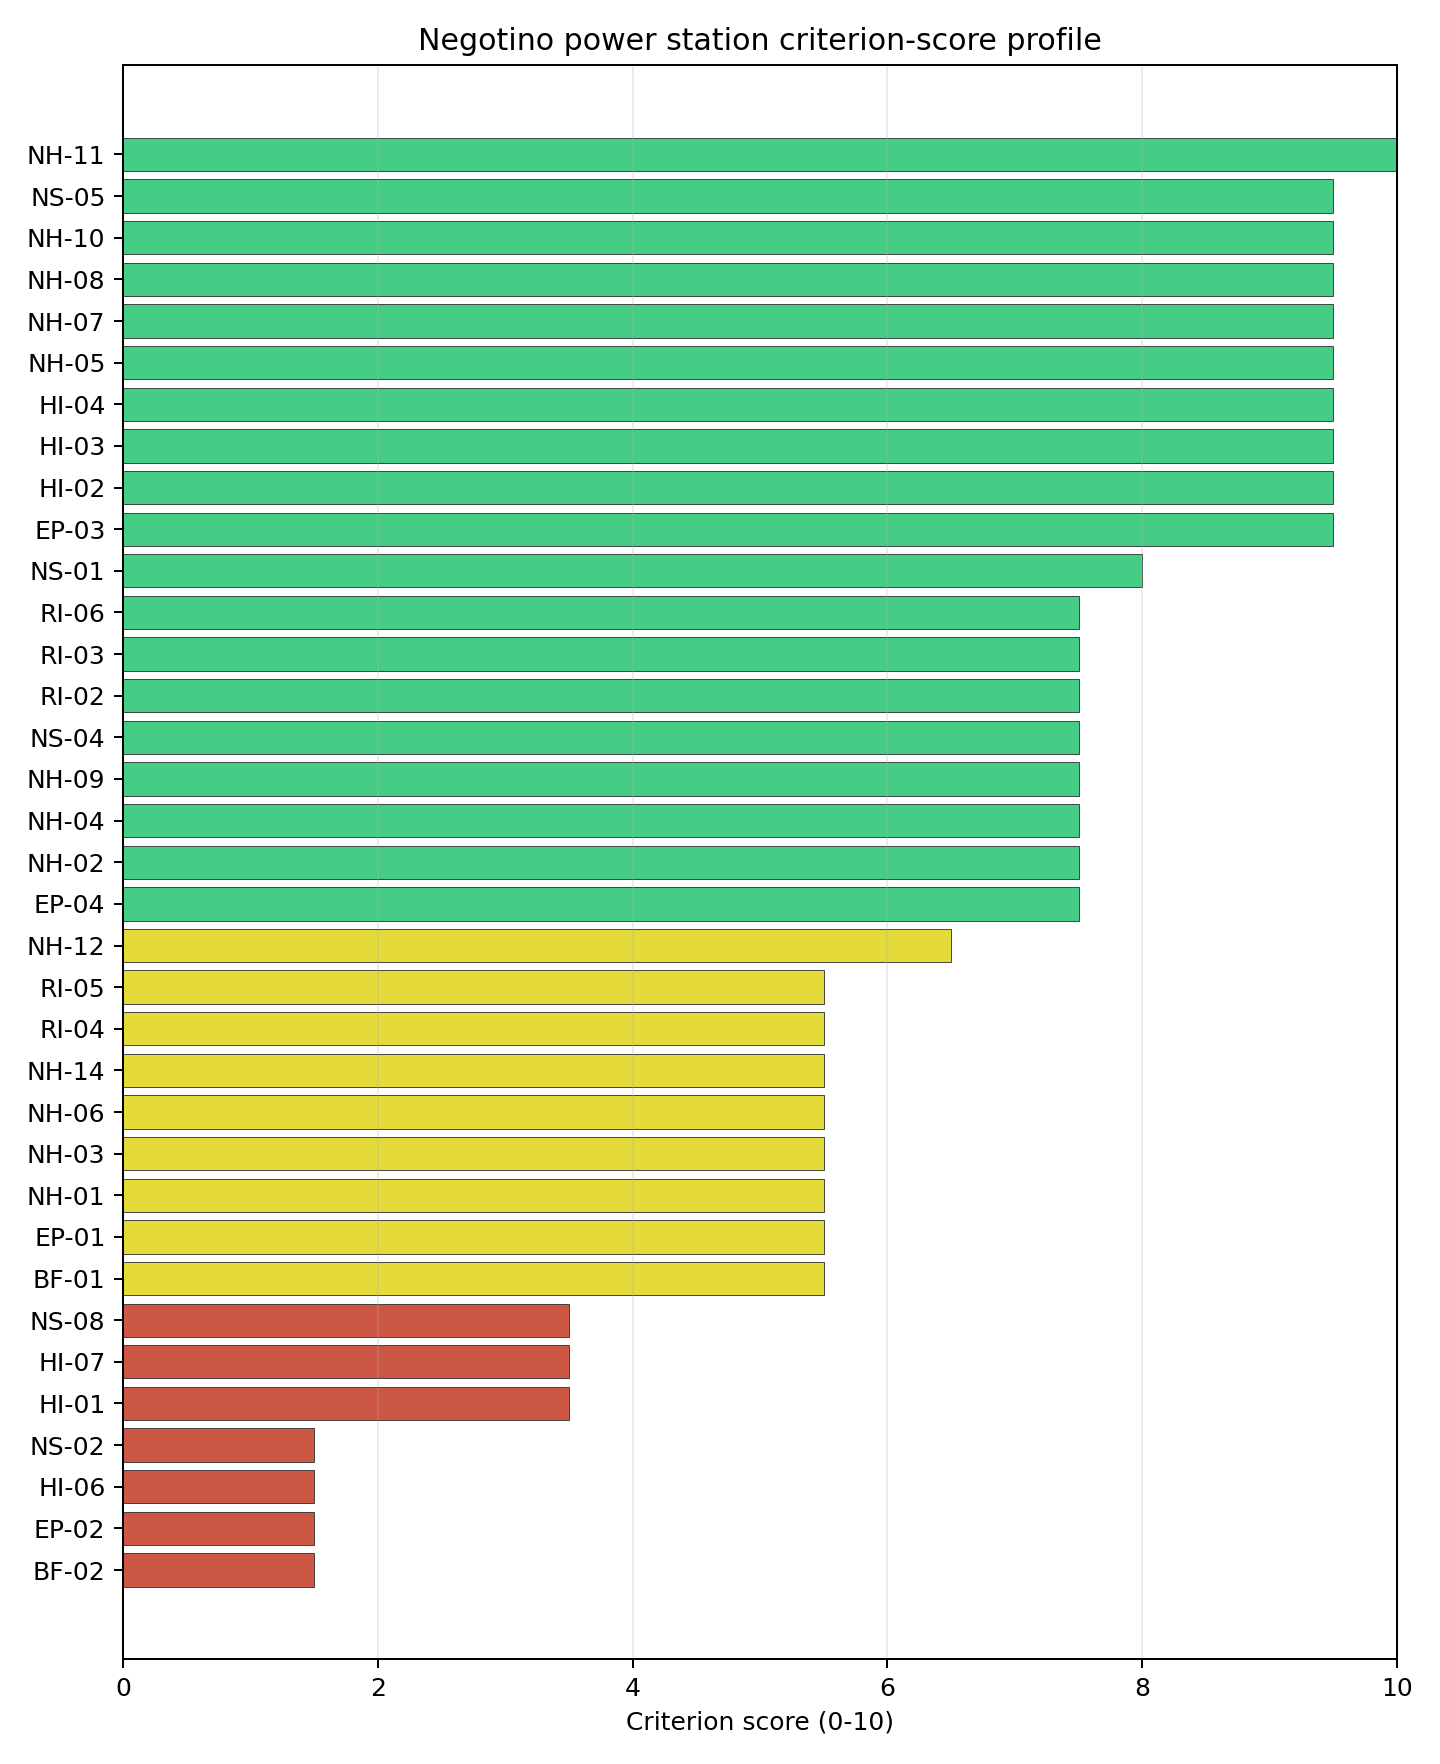 Negotino power station criterion-score profile
NH-11
NS-05
NH-10
NH-08
NH-07
NH-05
HI-04
HI-03
HI-02
EP-03
NS-01
RI-06
RI-03
RI-02
NS-04
NH-09
NH-04
NH-02
EP-04
NH-12
RI-05
RI-04
NH-14
NH-06
NH-03
NH-01
EP-01
BF-01
NS-08
HI-07
HI-01
NS-02
HI-06
EP-02
BF-02
0 2 4 6 8 10
Criterion score (0-10)